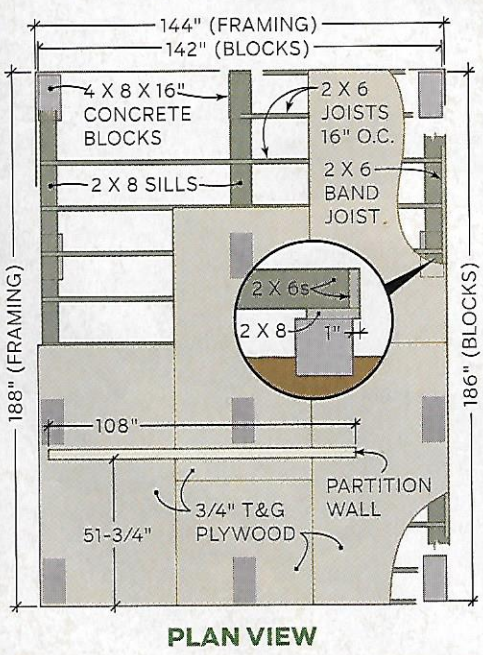 144" (FRAMING)
142" (BLOCKS)
4 X 8 X 16"
CONCRETE
BLOCKS
2 X 6
JOISTS
16" O.C.
2 X 8 SILLS
2 X 6
BAND
JOIST
188" (FRAMING)
186" (BLOCKS)
2 X 6s
2 X 8
1"
108"
PARTITION
WALL
51-3/4"
3/4" T&G
PLYWOOD
PLAN VIEW